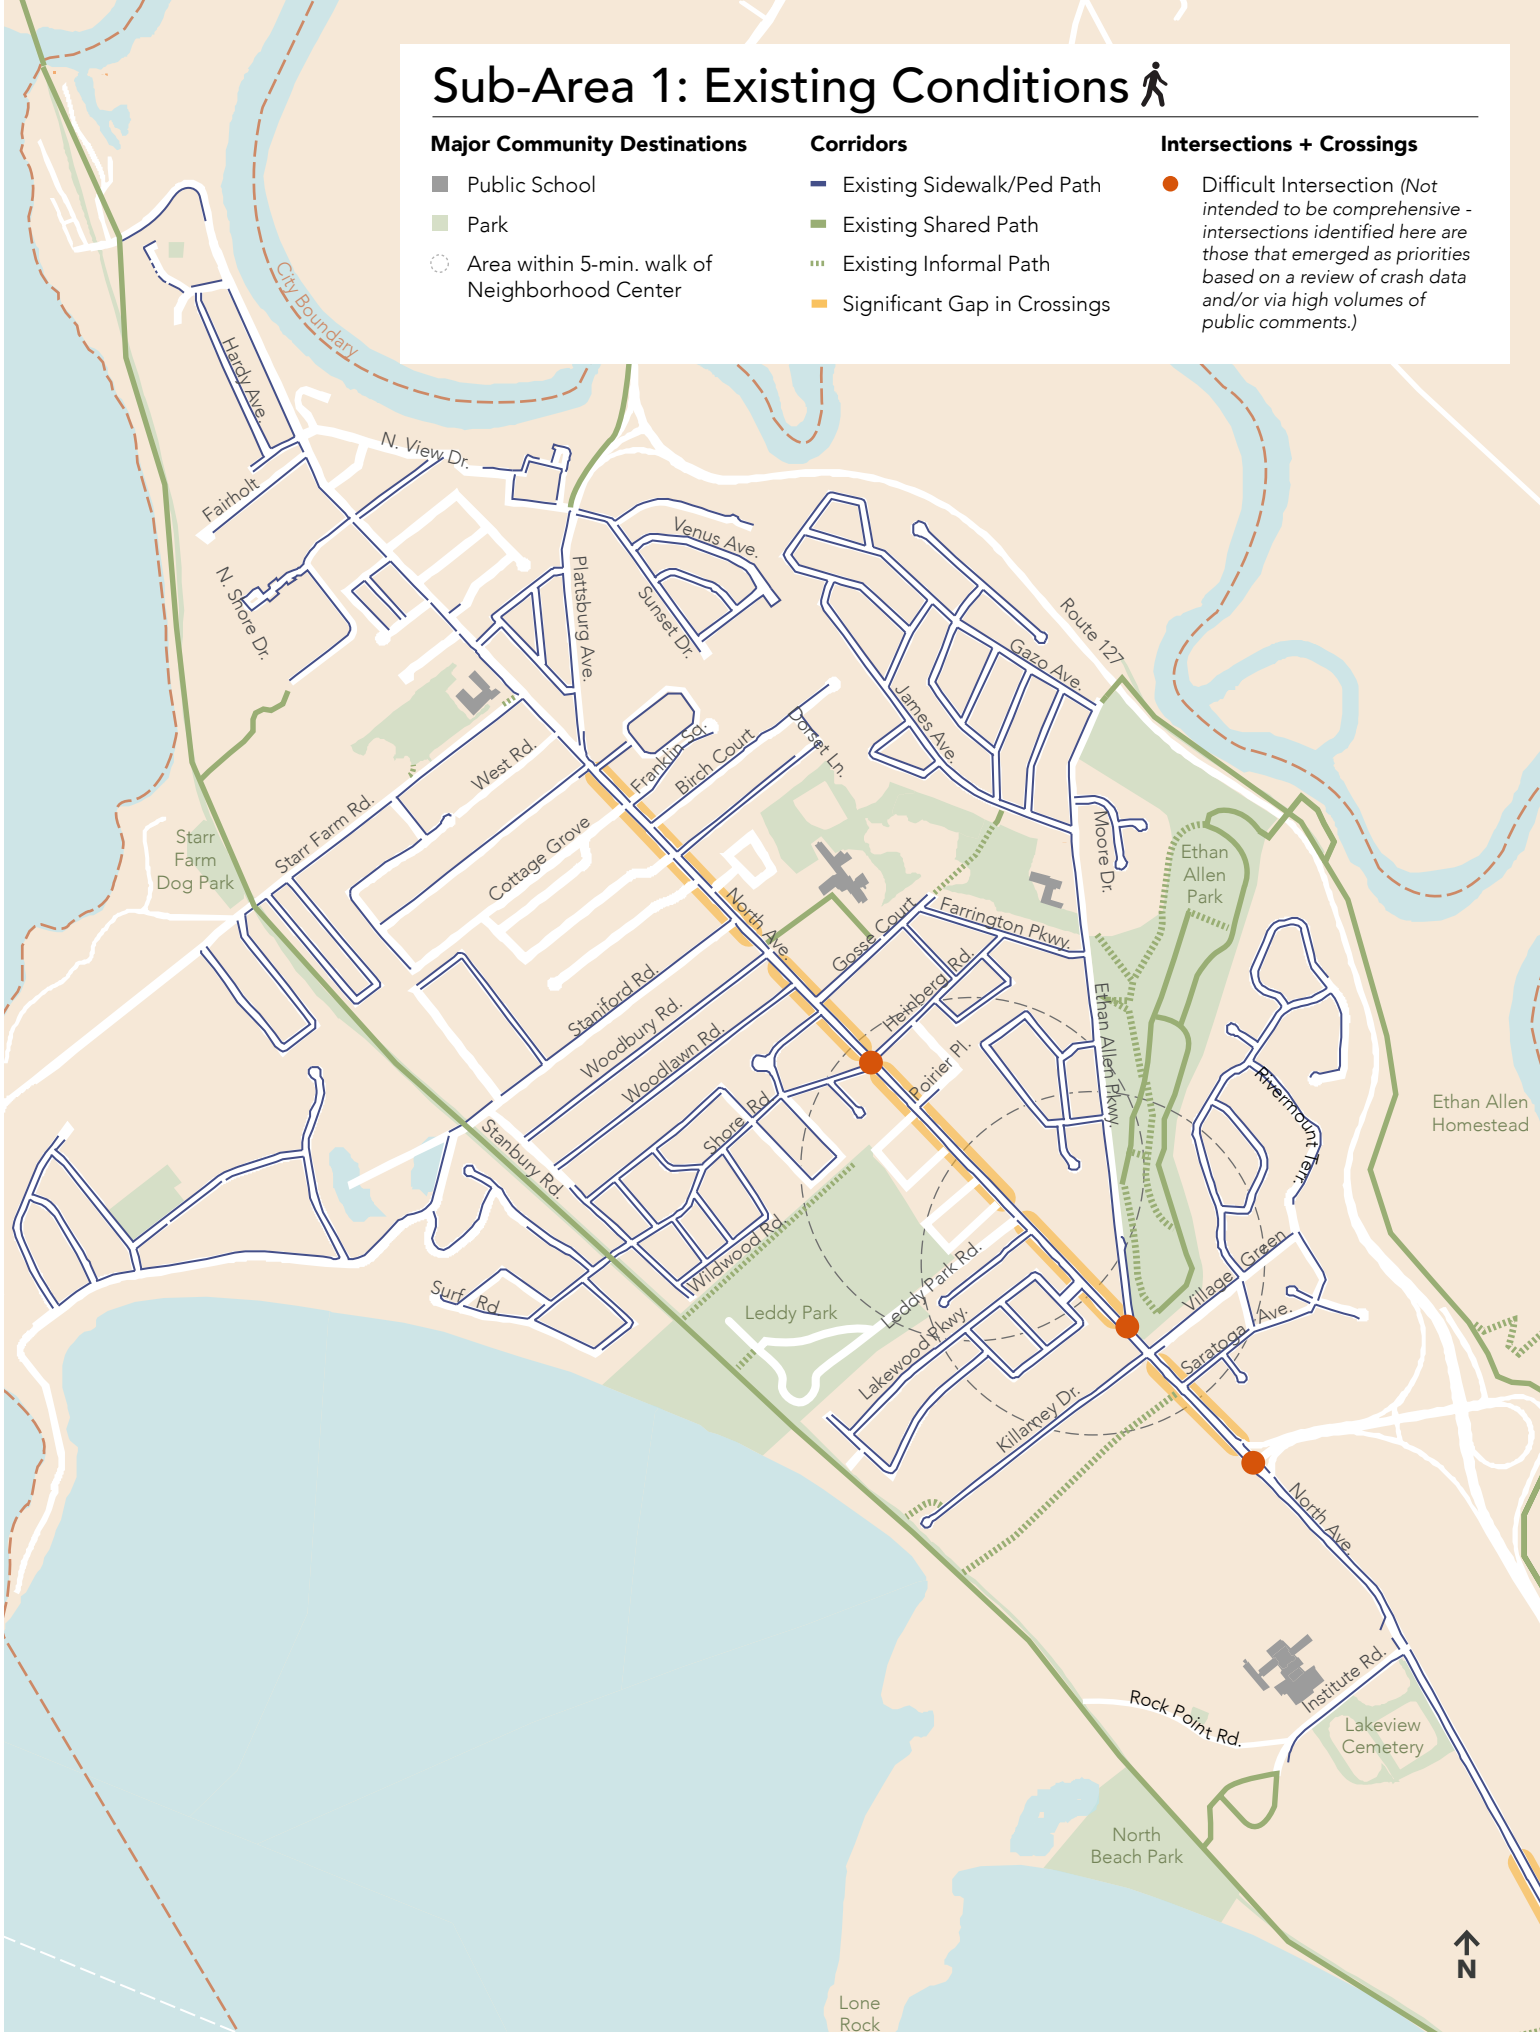 Sub-Area 1: Existing Conditions
Major Community Destinations
Public School
Park
Area within 5-min. walk of
Neighborhood Center
Corridors
Existing Sidewalk/Ped Path
Existing Shared Path
Existing Informal Path
Significant Gap in Crossings
Intersections + Crossings
Difficult Intersection (Not
intended to be comprehensive -
intersections identified here are
those that emerged as priorities
based on a review of crash data
and/or via high volumes of
public comments.)
City Boundary
Hardy Ave.
N. View Dr.
Fairholt
N. Shore Dr.
Plattsburg Ave.
Venus Ave.
Sunset Dr.
Route 127
Gazo Ave.
James Ave.
Dorset Ln.
Franklin Sq.
Birch Court
West Rd.
Starr Farm Rd.
Cottage Grove
Starr
Farm
Dog Park
Moore Dr.
Ethan
Allen
Park
North Ave.
Gosse Court
Farrington Pkwy.
Heinberg Rd.
Staniford Rd.
Woodbury Rd.
Woodlawn Rd.
Ethan Allen Pkwy.
Poirier Pl.
Rivermount Terr.
Ethan Allen
Homestead
Shore Rd
Stanbury Rd.
Wildwood Rd.
Surf Rd
Leddy Park
Leddy Park Rd.
Lakewood Pkwy.
Village Green
Saratoga Ave.
Killarney Dr.
North Ave.
Institute Rd.
Rock Point Rd.
Lakeview
Cemetery
North
Beach Park
Lone
Rock
N